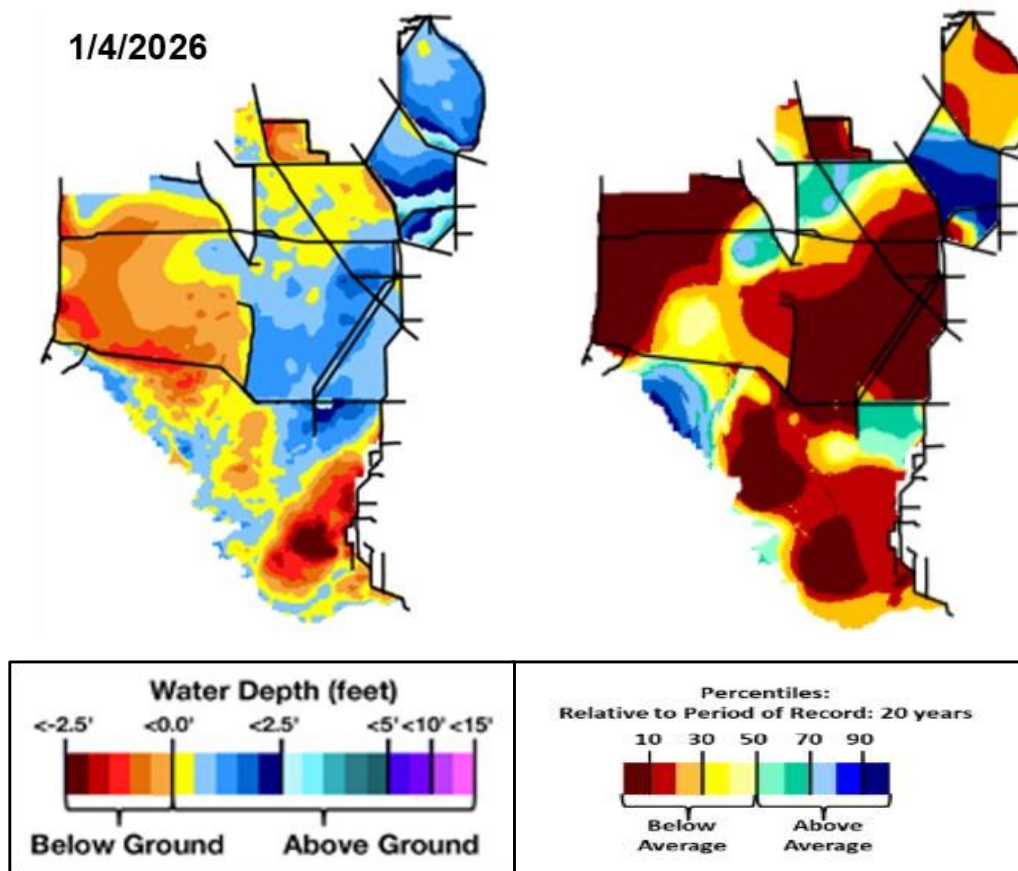 1/4/2026
Water Depth (feet)
<-2.5' <0.0' <2.5' <5' <10' <15'
Below Ground Above Ground
Percentiles:
Relative to Period of Record: 20 years
10 30 50 70 90
Below Average
Above Average